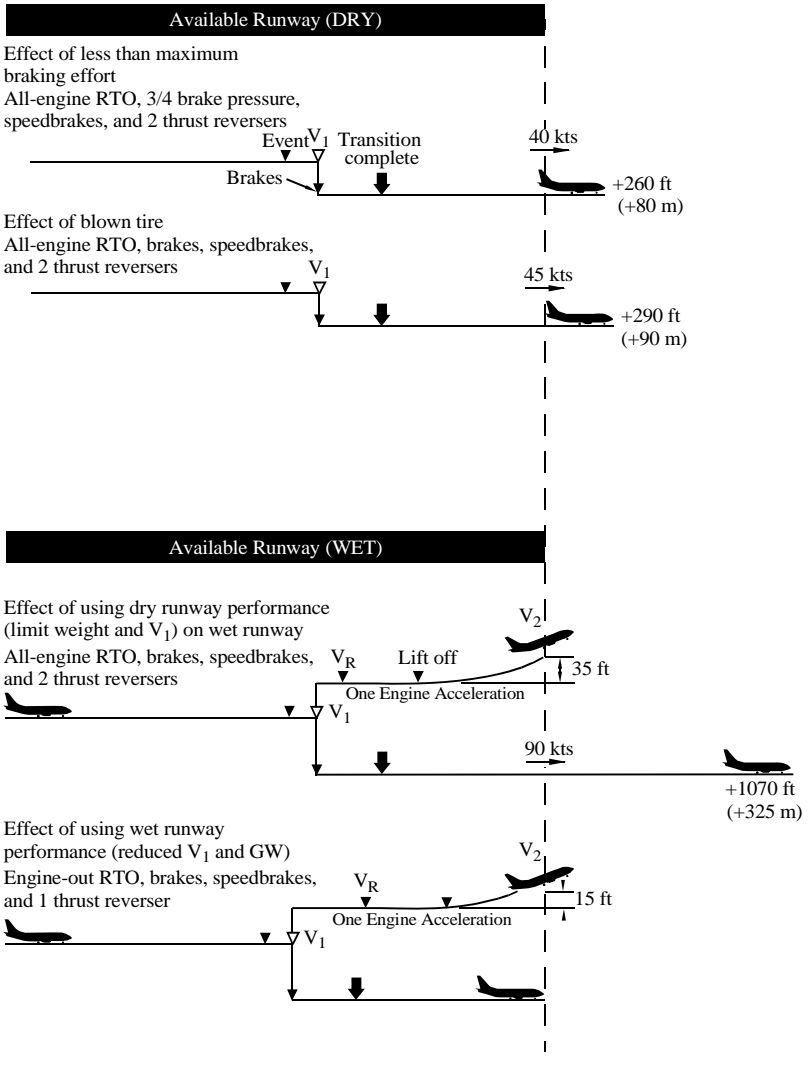 Available Runway (DRY)
Effect of less than maximum
braking effort
All-engine RTO, 3/4 brake pressure,
speedbrakes, and 2 thrust reversers
Event
V1
Transition
complete
40 kts
Brakes
+260 ft
(+80 m)
Effect of blown tire
All-engine RTO, brakes, speedbrakes,
and 2 thrust reversers
V1
45 kts
+290 ft
(+90 m)
Available Runway (WET)
Effect of using dry runway performance
(limit weight and V1) on wet runway
All-engine RTO, brakes, speedbrakes,
and 2 thrust reversers
VR
Lift off
V2
35 ft
One Engine Acceleration
V1
90 kts
+1070 ft
(+325 m)
Effect of using wet runway
performance (reduced V1 and GW)
Engine-out RTO, brakes, speedbrakes,
and 1 thrust reverser
VR
V2
15 ft
One Engine Acceleration
V1